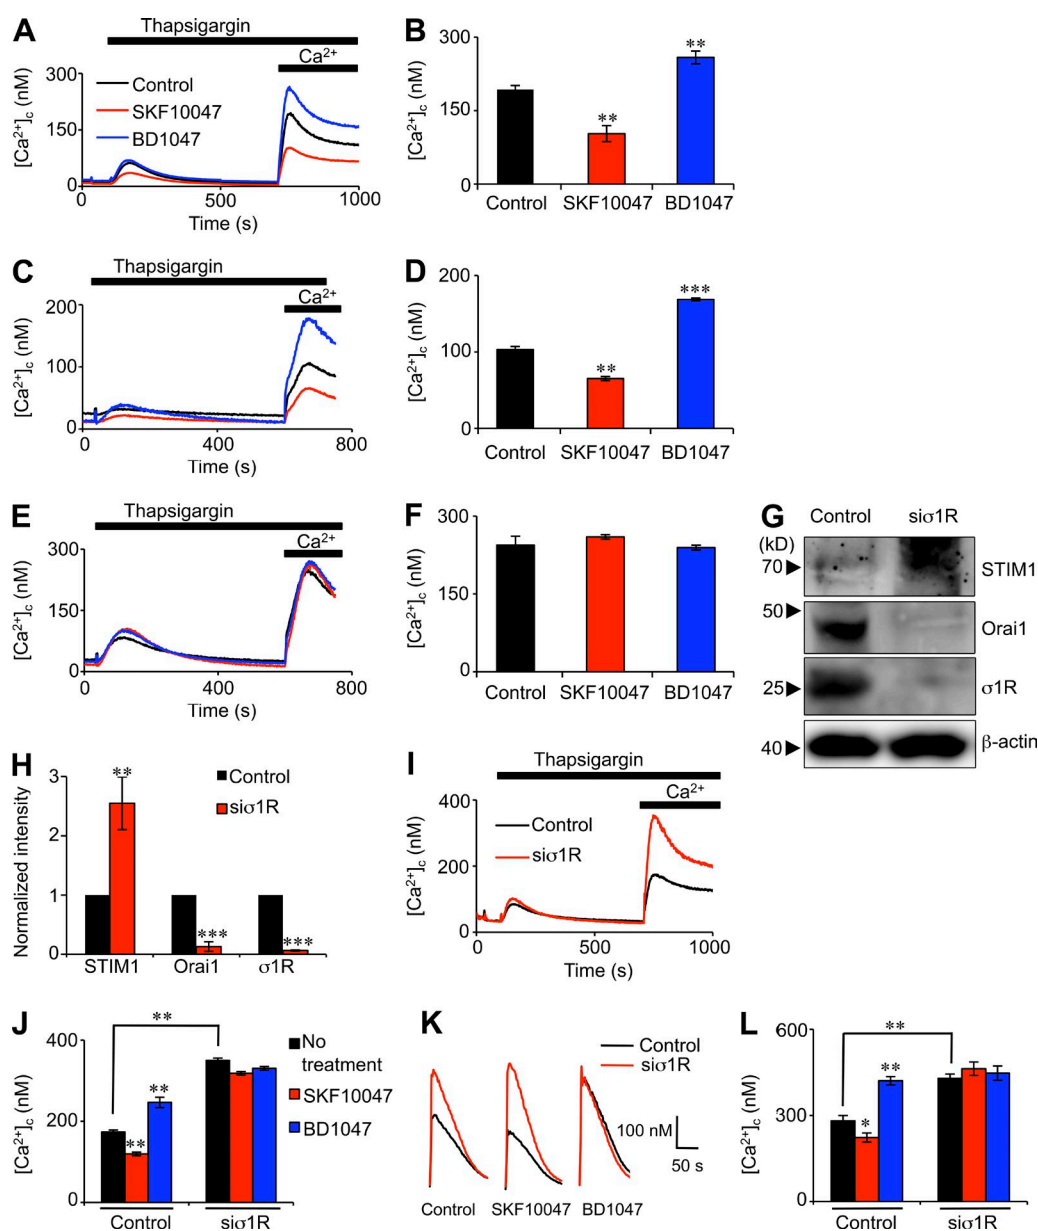 A
Thapsigargin
Ca²⁺
[Ca²⁺]c (nM)
300
150
0
Control
SKF10047
BD1047
0
500
1000
Time (s)
B
[Ca²⁺]c (nM)
300
150
0
**
**
Control
SKF10047
BD1047
C
Thapsigargin
Ca²⁺
[Ca²⁺]c (nM)
200
100
0
0
400
800
Time (s)
D
[Ca²⁺]c (nM)
200
100
0
**
***
Control
SKF10047
BD1047
E
Thapsigargin
Ca²⁺
[Ca²⁺]c (nM)
300
150
0
0
400
800
Time (s)
F
[Ca²⁺]c (nM)
300
150
0
Control
SKF10047
BD1047
G
Control
siσ1R
(kD)
70
STIM1
50
Orai1
25
σ1R
40
β-actin
H
Normalized intensity
3
2
1
0
**
***
***
Control
siσ1R
STIM1
Orai1
σ1R
I
Thapsigargin
Ca²⁺
[Ca²⁺]c (nM)
400
200
0
Control
siσ1R
0
500
1000
Time (s)
J
[Ca²⁺]c (nM)
400
200
0
**
**
**
No
treatment
SKF10047
BD1047
Control
siσ1R
K
Control
siσ1R
100 nM
50 s
Control
SKF10047
BD1047
L
[Ca²⁺]c (nM)
600
300
0
**
**
*
Control
siσ1R